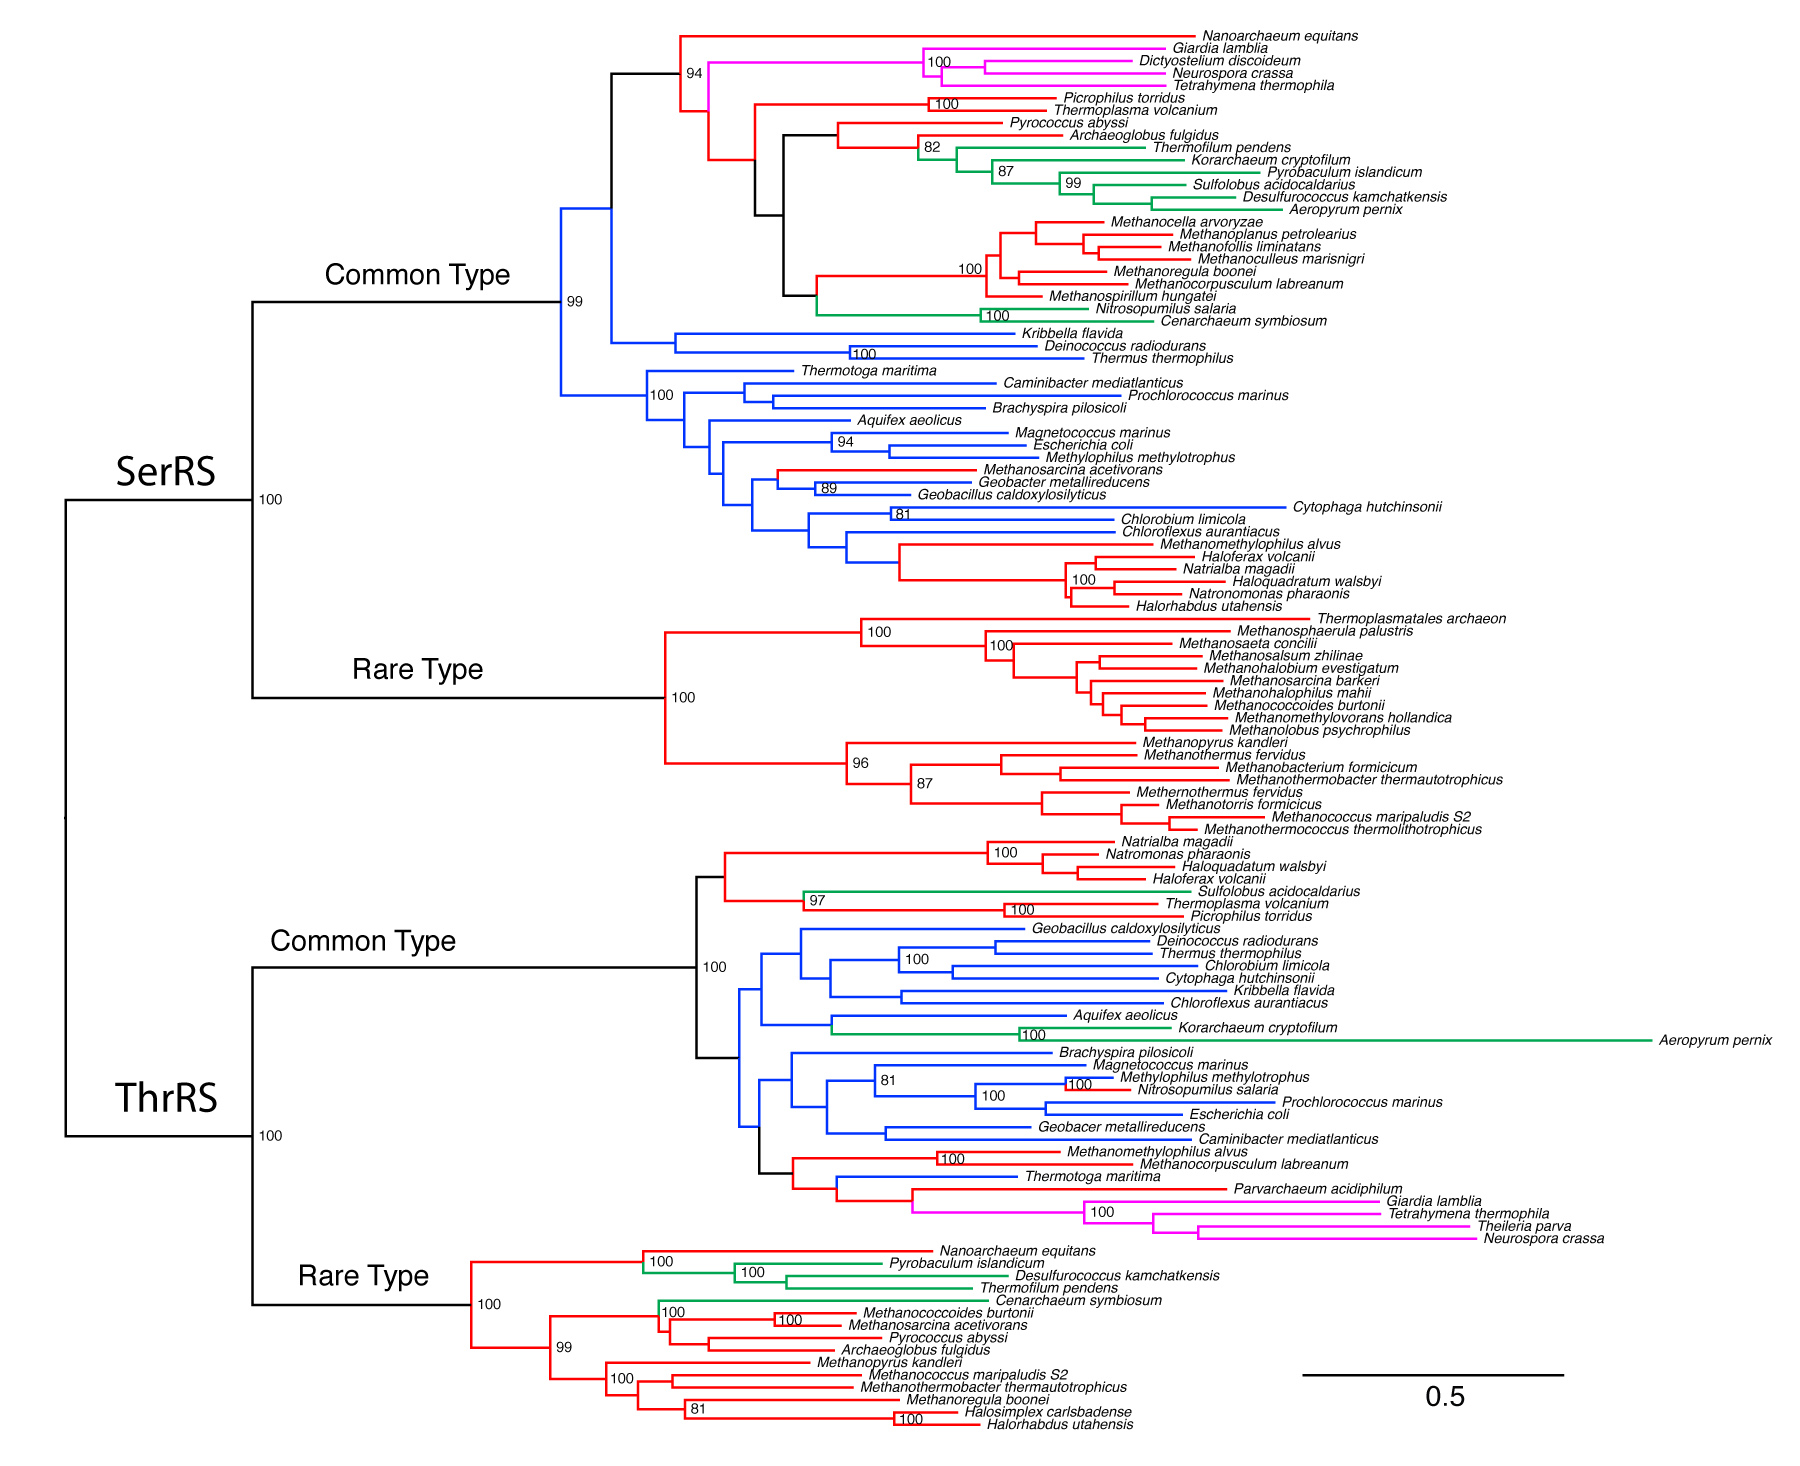 Nanoarchaeum equitans
Giardia lamblia
94
100
Dictyostelium discoideum
Neurospora crassa
Tetrahymena thermophila
Picrophilus torridus
100
Thermoplasma volcanium
Pyrococcus abyssi
Archaeoglobus fulgidus
82
Thermofilum pendens
Korarchaeum cryptofilum
87
Pyrobaculum islandicum
99
Sulfolobus acidocaldarius
Desulfurococcus kamchatkensis
Aeropyrum pernix
Methanocella arvoryzae
Methanoplanus petrolearius
Methanofollis liminatans
Methanoculleus marisnigri
100
Methanoregula boonei
Methanocorpusculum labreanum
Methanospirillum hungatei
Common Type
99
Nitrosopumilus salaria
100
Cenarchaeum symbiosum
Kribbella flavida
Deinococcus radiodurans
100
Thermus thermophilus
Thermotoga maritima
Caminibacter mediatlanticus
100
Prochlorococcus marinus
Brachyspira pilosicoli
Aquifex aeolicus
Magnetococcus marinus
94
Escherichia coli
Methylophilus methylotrophus
SerRS
Methanosarcina acetivorans
Geobacter metallireducens
89
Geobacillus caldoxylosilyticus
100
Cytophaga hutchinsonii
81
Chlorobium limicola
Chloroflexus aurantiacus
Methanomethylophilus alvus
Haloferax volcanii
Natrialba magadii
100
Haloquadratum walsbyi
Natronomonas pharaonis
Halorhabdus utahensis
Thermoplasmatales archaeon
100
Methanosphaerula palustris
100
Methanosaeta concilii
Methanosalsum zhilinae
Methanohalobium evestigatum
Rare Type
Methanosarcina barkeri
100
Methanohalophilus mahii
Methanococcoides burtonii
Methanomethylovorans hollandica
Methanolobus psychrophilus
Methanopyrus kandleri
96
Methanothermus fervidus
Methanobacterium formicicum
87
Methanothermobacter thermautotrophicus
Methernothermus fervidus
Methanotorris formicicus
Methanococcus maripaludis S2
Methanothermococcus thermolithotrophicus
Natrialba magadii
100
Natromonas pharaonis
Haloquadatum walsbyi
Haloferax volcanii
Sulfolobus acidocaldarius
97
Thermoplasma volcanium
100
Picrophilus torridus
Geobacillus caldoxylosilyticus
Common Type
Deinococcus radiodurans
Thermus thermophilus
100
100
Chlorobium limicola
Cytophaga hutchinsonii
Kribbella flavida
Chloroflexus aurantiacus
Aquifex aeolicus
Korarchaeum cryptofilum
100
Aeropyrum pernix
Brachyspira pilosicoli
Magnetococcus marinus
81
Methylophilus methylotrophus
100
Nitrosopumilus salaria
ThrRS
100
Prochlorococcus marinus
Escherichia coli
Geobacer metallireducens
100
Caminibacter mediatlanticus
Methanomethylophilus alvus
100
Methanocorpusculum labreanum
Thermotoga maritima
Parvarchaeum acidiphilum
Giardia lamblia
100
Tetrahymena thermophila
Theileria parva
Neurospora crassa
Nanoarchaeum equitans
100
Pyrobaculum islandicum
Rare Type
100
Desulfurococcus kamchatkensis
Thermofilum pendens
100
Cenarchaeum symbiosum
100
Methanococcoides burtonii
100
Methanosarcina acetivorans
Pyrococcus abyssi
99
Archaeoglobus fulgidus
Methanopyrus kandleri
100
Methanococcus maripaludis S2
Methanothermobacter thermautotrophicus
0.5
Methanoregula boonei
81
Halosimplex carlsbadense
100
Halorhabdus utahensis